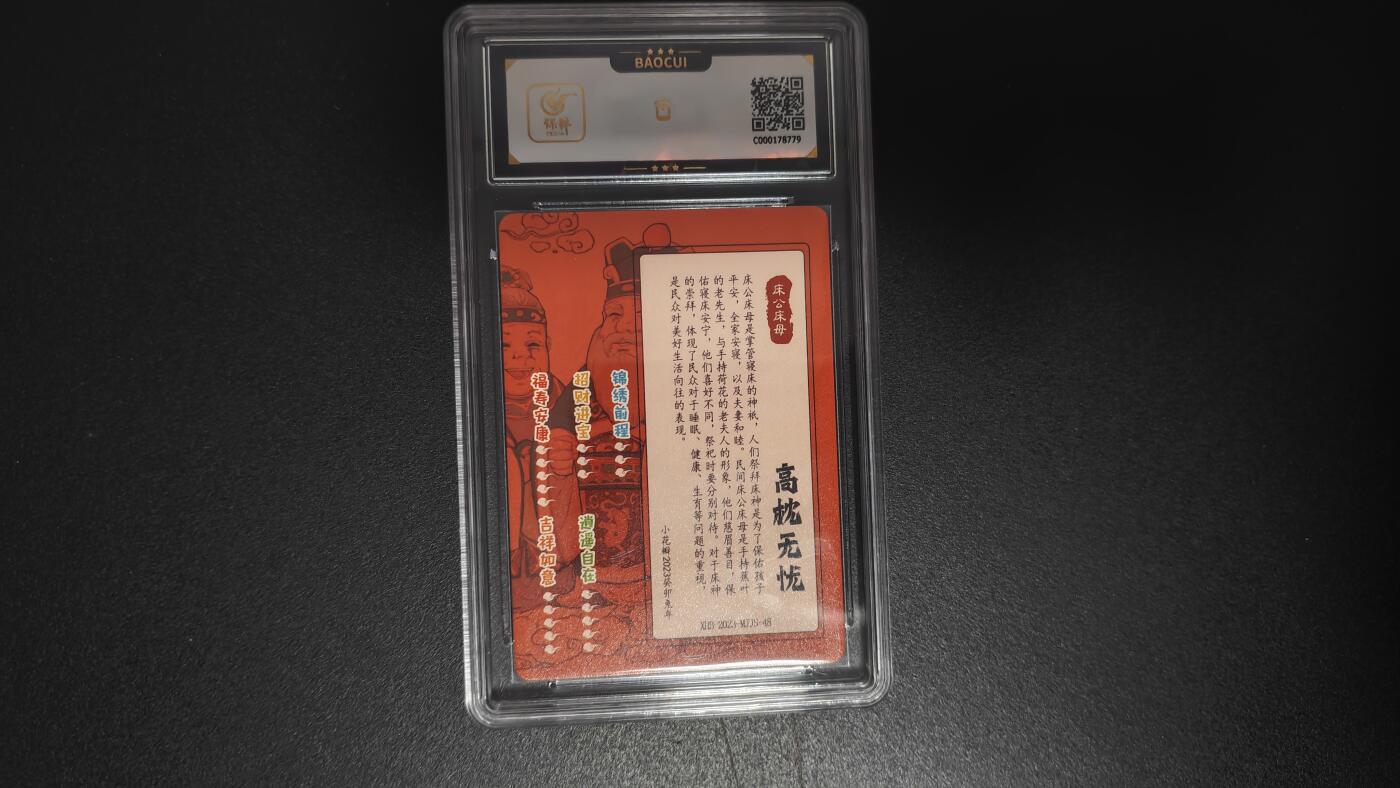 BAOCUI
保粹
C000178779
床公床母
高枕无忧
床公床母是掌管寝床的神祇，人们祭拜床神是为了保佑孩子
平安，全家安寝，以及夫妻和睦。民间床公床母是手持蕉叶
的老先生，与手持荷花的老夫人的形象，他们慈眉善目，保
佑寝床安宁，他们喜好不同，祭祀时要分别对待。对于床神
的崇拜，体现了民众对于睡眠、健康、生育等问题的重视，
是民众对美好生活向往的表现。
小花瓣2023癸卯兔年
XHB-2023-MJJS-48
锦绣前程
招财进宝
福寿安康
逍遥自在
吉祥如意